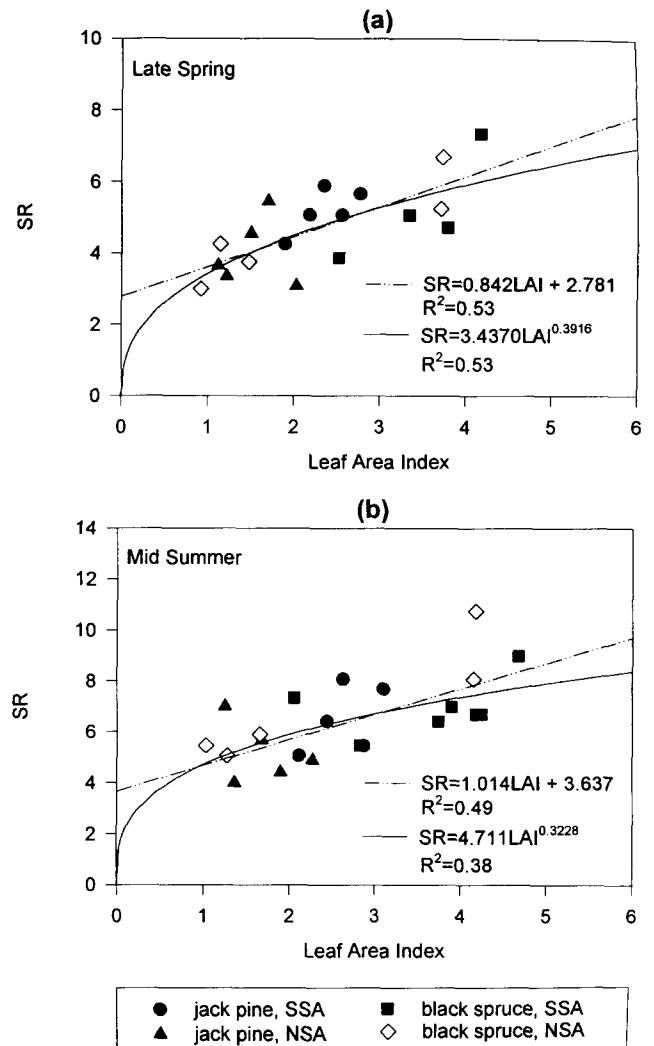 (a)
Late Spring
10
8
6
4
2
0
SR
SR=0.842LAI + 2.781
R²=0.53
SR=3.4370LAI^0.3916
R²=0.53
0 1 2 3 4 5 6
Leaf Area Index
(b)
Mid Summer
14
12
10
8
6
4
2
0
SR
SR=1.014LAI + 3.637
R²=0.49
SR=4.711LAI^0.3228
R²=0.38
0 1 2 3 4 5 6
Leaf Area Index
jack pine, SSA black spruce, SSA
jack pine, NSA black spruce, NSA